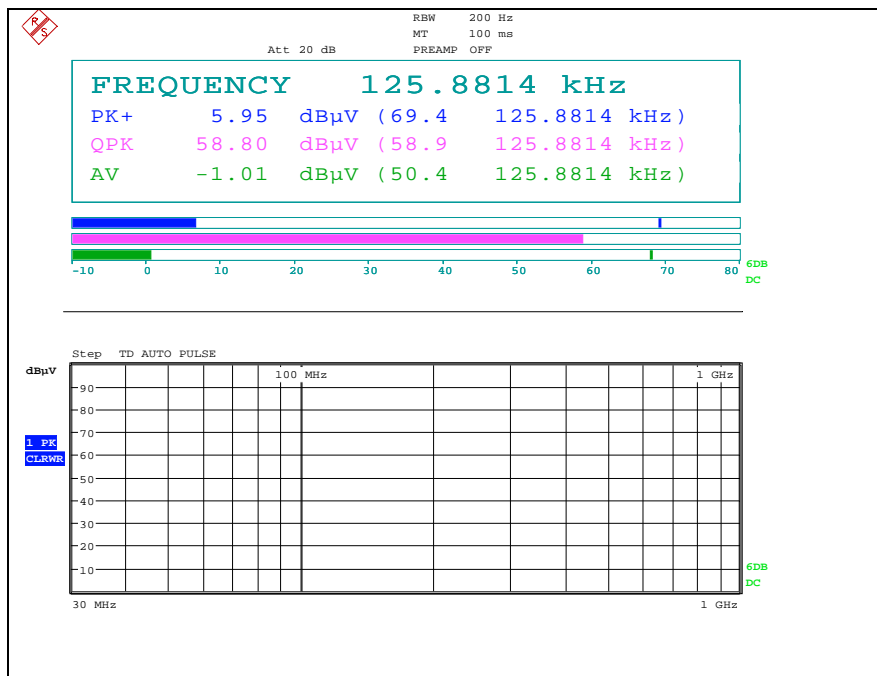 R/S
RBW 200 Hz
MT 100 ms
Att 20 dB PREAMP OFF
FREQUENCY 125.8814 kHz
PK+ 5.95 dBµV (69.4 125.8814 kHz)
QPK 58.80 dBµV (58.9 125.8814 kHz)
AV -1.01 dBµV (50.4 125.8814 kHz)
-10 0 10 20 30 40 50 60 70 80
6DB
DC
Step TD AUTO PULSE
dBµV
100 MHz 1 GHz
90
80
70
1 PK
CLRWR
60
50
40
30
20
10
6DB
DC
30 MHz 1 GHz